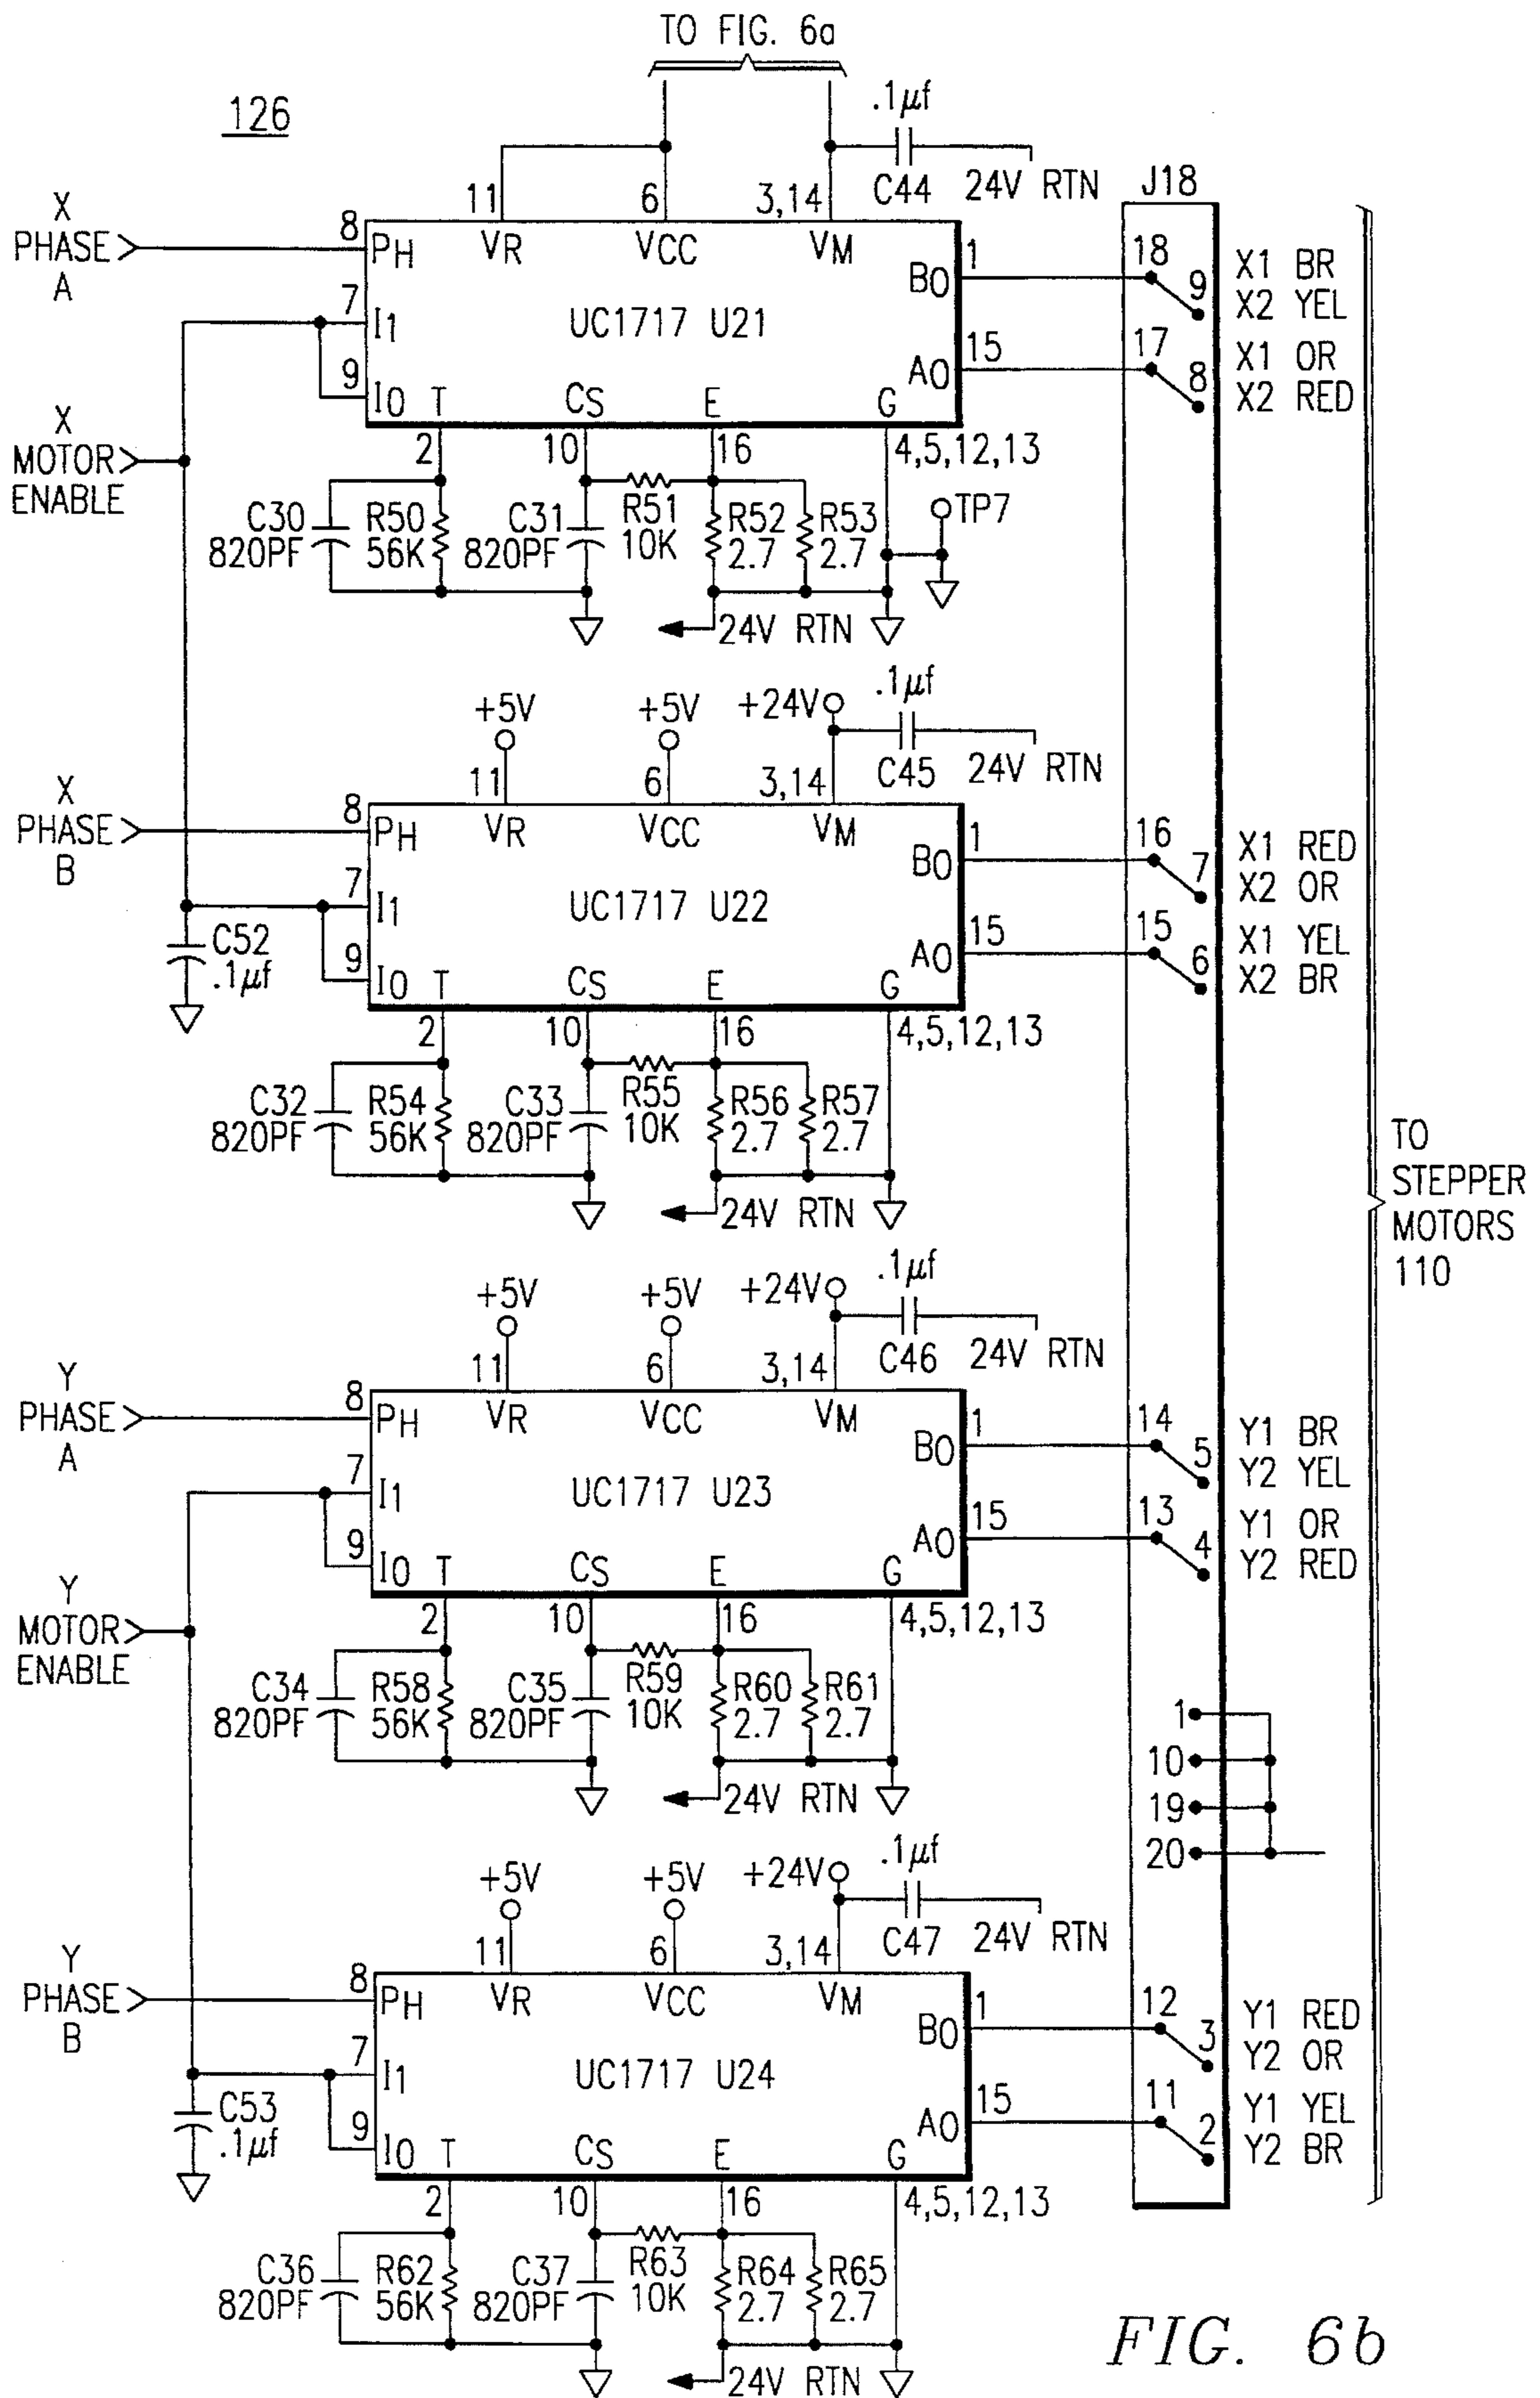 TO FIG. 6a
126
.1µf
C44
24V RTN
J18
X
PHASE
A
11
6
3,14
8
PH
VR
VCC
VM
BO
1
18
9
X1 BR
X2 YEL
7
I1
UC1717 U21
9
IO
T
CS
E
G
AO
15
17
8
X1 OR
X2 RED
X
MOTOR
ENABLE
2
10
16
4,5,12,13
C30
820PF
R50
56K
C31
820PF
R51
10K
R52
2.7
R53
2.7
TP7
24V RTN
+5V
+5V
+24V
.1µf
C45
24V RTN
X
PHASE
B
11
6
3,14
8
PH
VR
VCC
VM
BO
1
16
7
X1 RED
X2 OR
7
I1
UC1717 U22
9
IO
T
CS
E
G
AO
15
15
6
X1 YEL
X2 BR
C52
.1µf
2
10
16
4,5,12,13
C32
820PF
R54
56K
C33
820PF
R55
10K
R56
2.7
R57
2.7
24V RTN
TO
STEPPER
MOTORS
110
+5V
+5V
+24V
.1µf
C46
24V RTN
Y
PHASE
A
11
6
3,14
8
PH
VR
VCC
VM
BO
1
14
5
Y1 BR
Y2 YEL
7
I1
UC1717 U23
9
IO
T
CS
E
G
AO
15
13
4
Y1 OR
Y2 RED
Y
MOTOR
ENABLE
2
10
16
4,5,12,13
C34
820PF
R58
56K
C35
820PF
R59
10K
R60
2.7
R61
2.7
24V RTN
1
10
19
20
+5V
+5V
+24V
.1µf
C47
24V RTN
Y
PHASE
B
11
6
3,14
8
PH
VR
VCC
VM
BO
1
12
3
Y1 RED
Y2 OR
7
I1
UC1717 U24
9
IO
T
CS
E
G
AO
15
11
2
Y1 YEL
Y2 BR
C53
.1µf
2
10
16
4,5,12,13
C36
820PF
R62
56K
C37
820PF
R63
10K
R64
2.7
R65
2.7
24V RTN
FIG. 6b